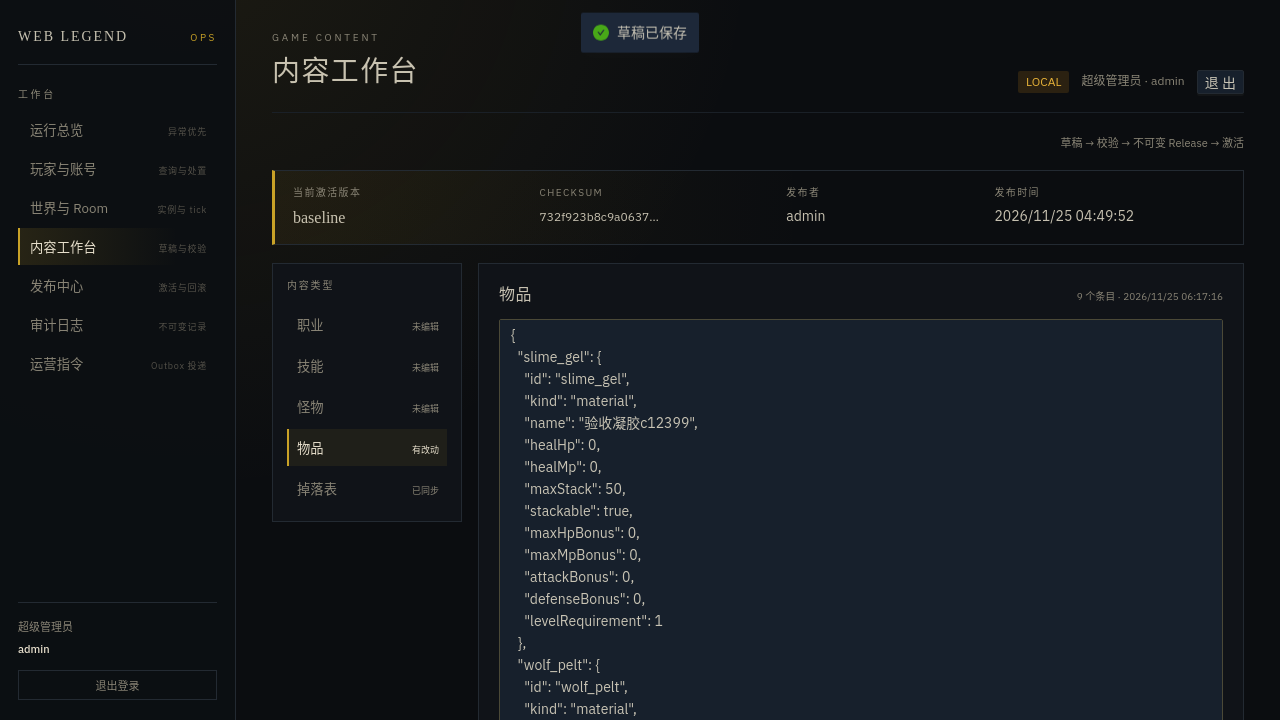 WEB LEGEND
OPS
工作台
运行总览
异常优先
玩家与账号
查询与处置
世界与 Room
实例与 tick
内容工作台
草稿与校验
发布中心
激活与回滚
审计日志
不可变记录
运营指令
Outbox 投递
超级管理员
admin
退出登录
草稿已保存
GAME CONTENT
内容工作台
LOCAL
超级管理员 · admin
退 出
草稿 → 校验 → 不可变 Release → 激活
当前激活版本
baseline
CHECKSUM
732f923b8c9a0637…
发布者
admin
发布时间
2026/11/25 04:49:52
内容类型
职业
未编辑
技能
未编辑
怪物
未编辑
物品
有改动
掉落表
已同步
物品
9 个条目 · 2026/11/25 06:17:16
{
"slime_gel": {
"id": "slime_gel",
"kind": "material",
"name": "验收凝胶c12399",
"healHp": 0,
"healMp": 0,
"maxStack": 50,
"stackable": true,
"maxHpBonus": 0,
"maxMpBonus": 0,
"attackBonus": 0,
"defenseBonus": 0,
"levelRequirement": 1
},
"wolf_pelt": {
"id": "wolf_pelt",
"kind": "material",